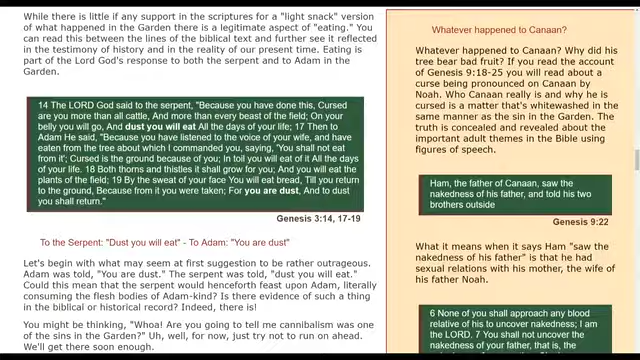 While there is little if any support in the scriptures for a "light snack" version
of what happened in the Garden there is a legitimate aspect of "eating." You
can read this between the lines of the biblical text and further see it reflected
in the testimony of history and in the reality of our present time. Eating is
part of the Lord God's response to both the serpent and to Adam in the
Garden.
14 The LORD God said to the serpent, "Because you have done this, Cursed
are you more than all cattle, And more than every beast of the field; On your
belly you will go, And dust you will eat All the days of your life; 17 Then to
Adam He said, "Because you have listened to the voice of your wife, and have
eaten from the tree about which I commanded you, saying, 'You shall not eat
from it'; Cursed is the ground because of you; In toil you will eat of it All the days
of your life. 18 Both thorns and thistles it shall grow for you; And you will eat the
plants of the field; 19 By the sweat of your face You will eat bread, Till you return
to the ground, Because from it you were taken; For you are dust, And to dust
you shall return."
Genesis 3:14, 17-19
To the Serpent: "Dust you will eat" - To Adam: "You are dust"
Let's begin with what may seem at first suggestion to be rather outrageous.
Adam was told, "You are dust." The serpent was told, "dust you will eat."
Could this mean that the serpent would henceforth feast upon Adam, literally
consuming the flesh bodies of Adam-kind? Is there evidence of such a thing
in the biblical or historical record? Indeed, there is!
You might be thinking, "Whoa! Are you going to tell me cannibalism was one
of the sins in the Garden?" Uh, well, for now, just try not to run on ahead.
We'll get there soon enough.
Whatever happened to Canaan?
Whatever happened to Canaan? Why did his
tree bear bad fruit? If you read the account
of Genesis 9:18-25 you will read about a
curse being pronounced on Canaan by
Noah. Who Canaan really is and why he is
cursed is a matter that's whitewashed in the
same manner as the sin in the Garden. The
truth is concealed and revealed about the
important adult themes in the Bible using
figures of speech.
Ham, the father of Canaan, saw the
nakedness of his father, and told his two
brothers outside
Genesis 9:22
What it means when it says Ham "saw the
nakedness of his father" is that he had
sexual relations with his mother, the wife of
his father Noah.
6 None of you shall approach any blood
relative of his to uncover nakedness; I am
the LORD. 7 You shall not uncover the
nakedness of your father, that is, the